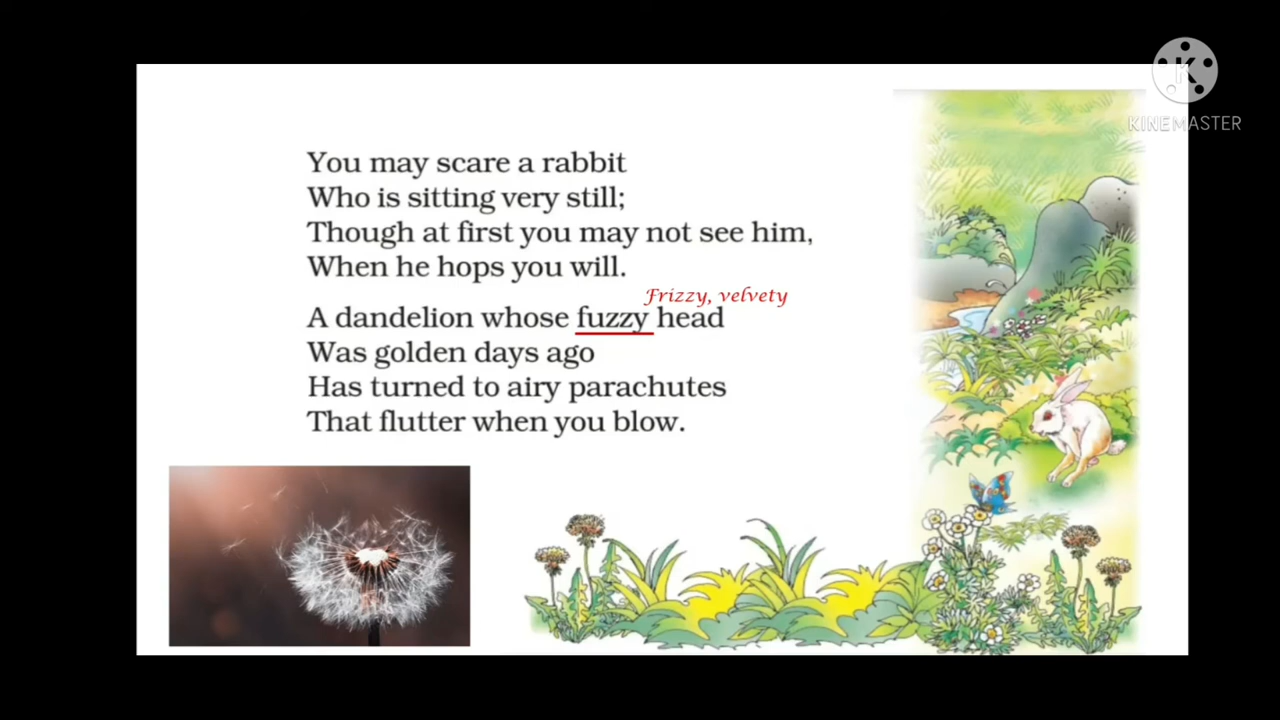 KINEMASTER
You may scare a rabbit
Who is sitting very still;
Though at first you may not see him,
When he hops you will.
Frizzy, velvety
A dandelion whose fuzzy head
Was golden days ago
Has turned to airy parachutes
That flutter when you blow.